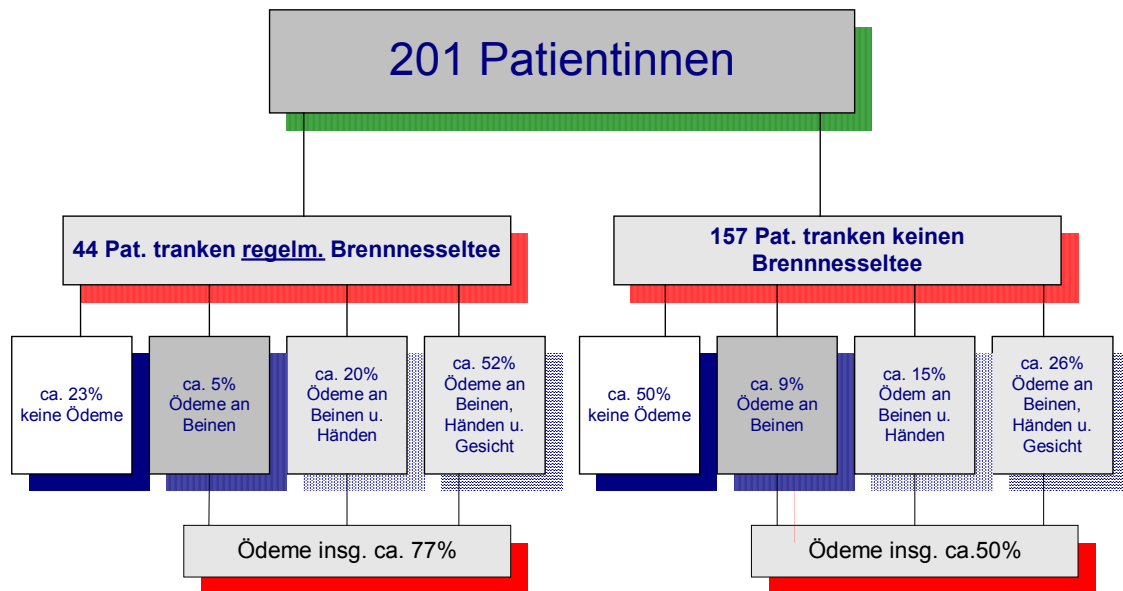 201 Patientinnen
44 Pat. tranken regelm. Brennnesseltee
157 Pat. tranken keinen
Brennnesseltee
ca. 23%
keine Ödeme
ca. 5%
Ödeme an
Beinen
ca. 20%
Ödeme an
Beinen u.
Händen
ca. 52%
Ödeme an
Beinen,
Händen u.
Gesicht
ca. 50%
keine Ödeme
ca. 9%
Ödeme an
Beinen
ca. 15%
Ödem an
Beinen u.
Händen
ca. 26%
Ödeme an
Beinen,
Händen u.
Gesicht
Ödeme insg. ca. 77%
Ödeme insg. ca.50%